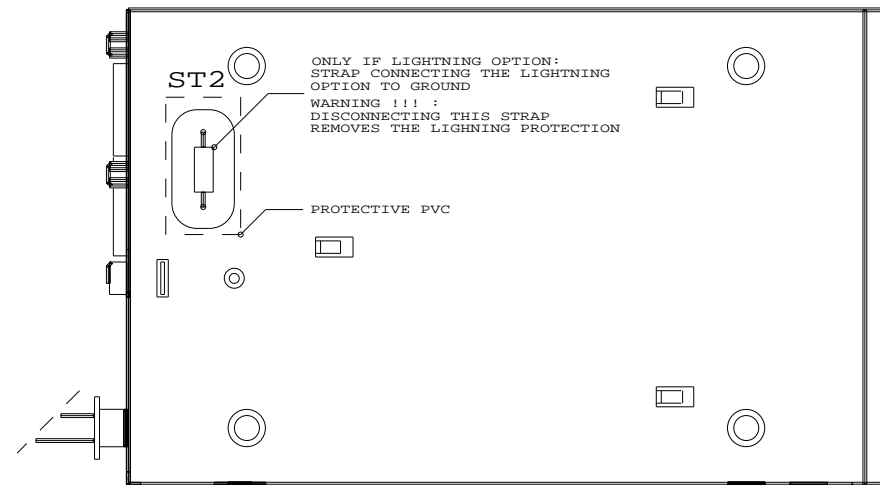 ST2
ONLY IF LIGHTNING OPTION:
STRAP CONNECTING THE LIGHTNING
OPTION TO GROUND
WARNING !!! :
DISCONNECTING THIS STRAP
REMOVES THE LIGHNING PROTECTION
PROTECTIVE PVC